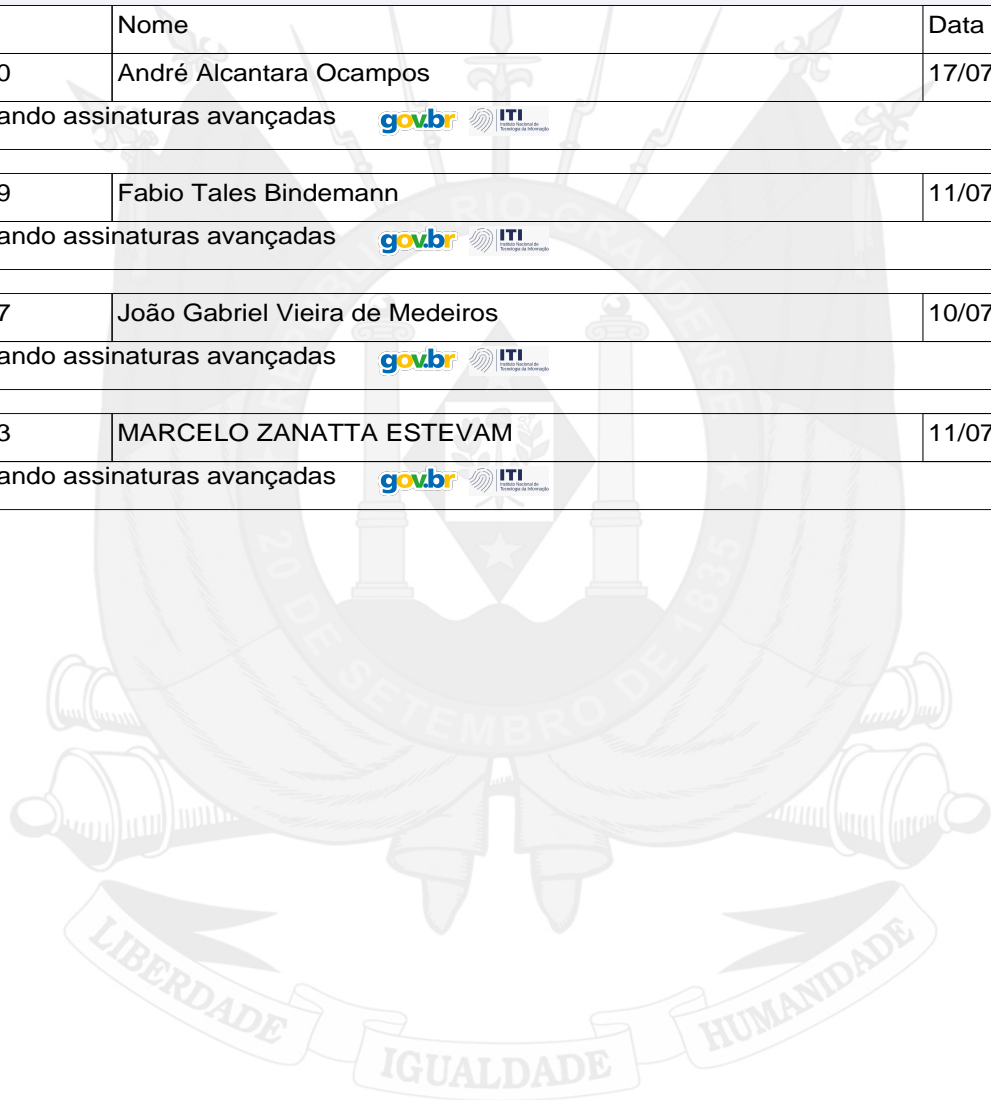 Nome Data
0 André Alcantara Ocampos 17/07
ando assinaturas avançadas gov.br ITI
9 Fabio Tales Bindemann 11/07
ando assinaturas avançadas gov.br ITI
7 João Gabriel Vieira de Medeiros 10/07
ando assinaturas avançadas gov.br ITI
3 MARCELO ZANATTA ESTEVAM 11/07
ando assinaturas avançadas gov.br ITI
REPÚBLICA RIO-GRANDENSE
20 DE SETEMBRO DE 1835
LIBERDADE IGUALDADE HUMANIDADE